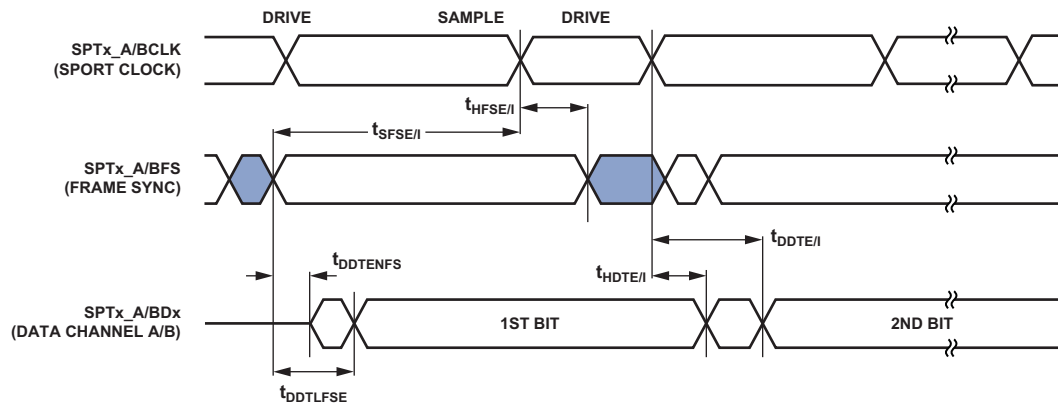 DRIVE SAMPLE DRIVE
SPTx_A/BCLK
(SPORT CLOCK)
tHFSE/I
tSFSE/I
SPTx_A/BFS
(FRAME SYNC)
tDDTE/I
tDDTENFS
tHDTE/I
SPTx_A/BDx
(DATA CHANNEL A/B)
1ST BIT 2ND BIT
tDDTLFSE